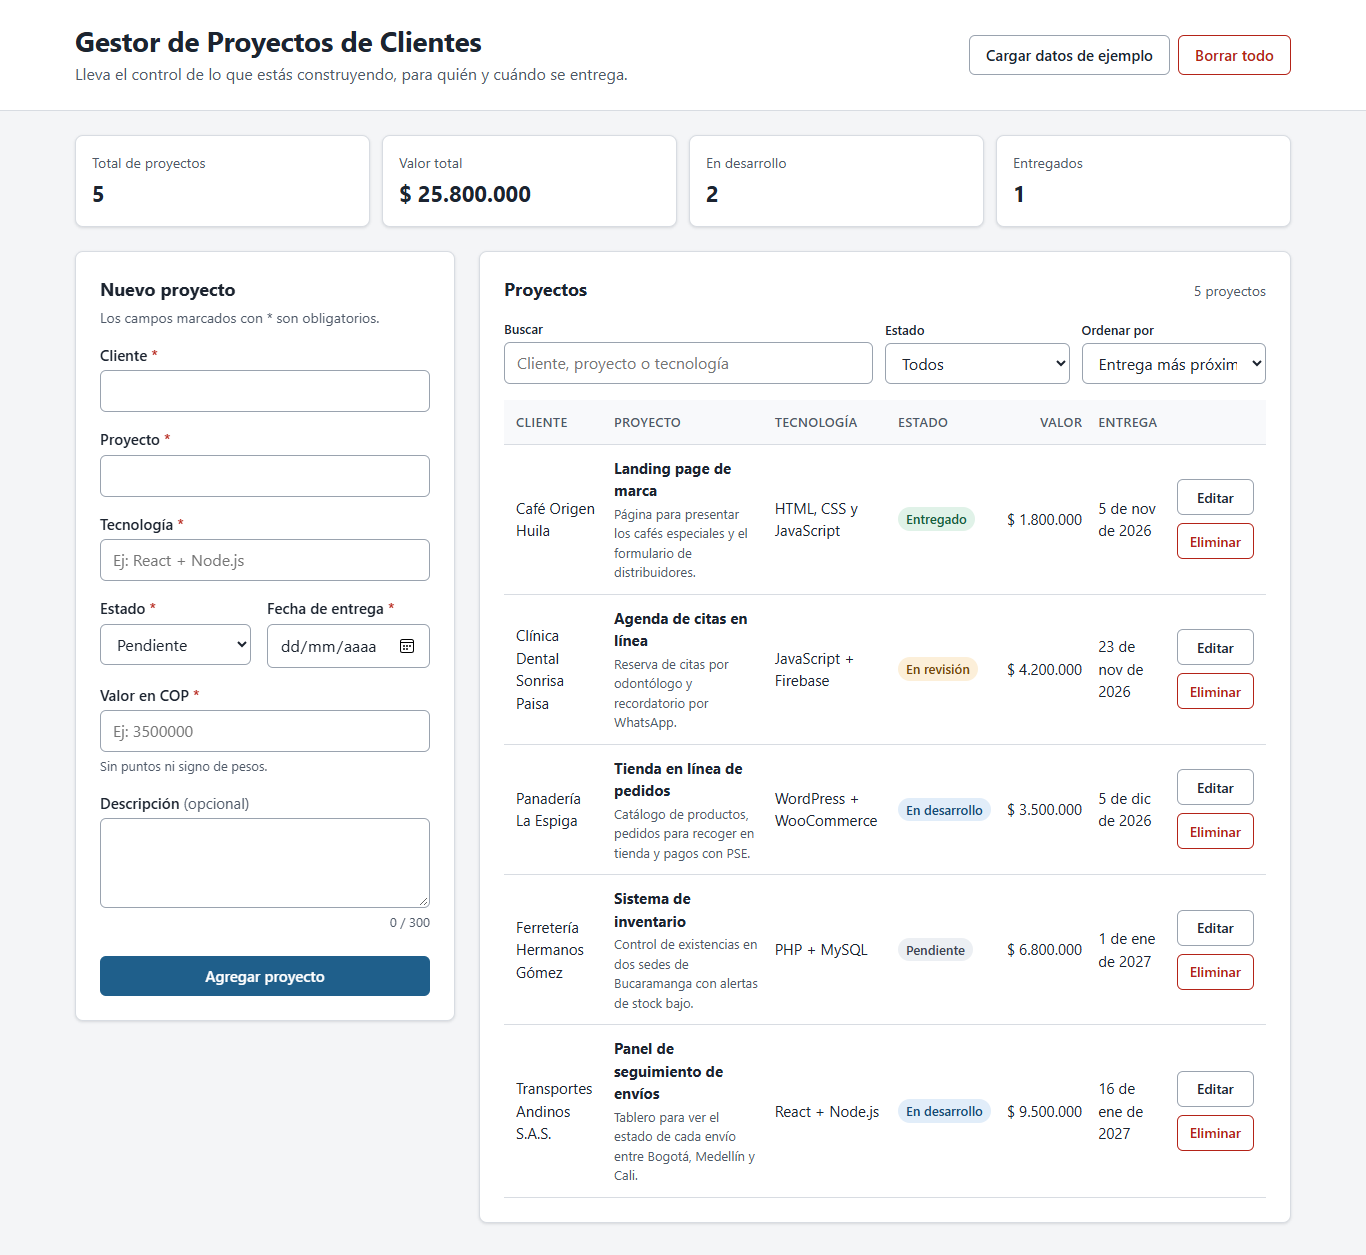 Gestor de Proyectos de Clientes
Lleva el control de lo que estás construyendo, para quién y cuándo se entrega.
Cargar datos de ejemplo
Borrar todo
Total de proyectos
5
Valor total
$ 25.800.000
En desarrollo
2
Entregados
1
Nuevo proyecto
Los campos marcados con * son obligatorios.
Cliente *
Proyecto *
Tecnología *
Ej: React + Node.js
Estado *
Pendiente
Fecha de entrega *
dd/mm/aaaa
Valor en COP *
Ej: 3500000
Sin puntos ni signo de pesos.
Descripción (opcional)
0 / 300
Agregar proyecto
Proyectos
5 proyectos
Buscar
Cliente, proyecto o tecnología
Estado
Todos
Ordenar por
Entrega más próxim
CLIENTE PROYECTO TECNOLOGÍA ESTADO VALOR ENTREGA
Café Origen
Huila
Landing page de
marca
Página para presentar
los cafés especiales y el
formulario de
distribuidores.
HTML, CSS y
JavaScript
Entregado
$ 1.800.000
5 de nov
de 2026
Editar
Eliminar
Clínica
Dental
Sonrisa
Paisa
Agenda de citas en
línea
Reserva de citas por
odontólogo y
recordatorio por
WhatsApp.
JavaScript +
Firebase
En revisión
$ 4.200.000
23 de
nov de
2026
Editar
Eliminar
Panadería
La Espiga
Tienda en línea de
pedidos
Catálogo de productos,
pedidos para recoger en
tienda y pagos con PSE.
WordPress +
WooCommerce
En desarrollo
$ 3.500.000
5 de dic
de 2026
Editar
Eliminar
Ferretería
Hermanos
Gómez
Sistema de
inventario
Control de existencias en
dos sedes de
Bucaramanga con alertas
de stock bajo.
PHP + MySQL
Pendiente
$ 6.800.000
1 de ene
de 2027
Editar
Eliminar
Transportes
Andinos
S.A.S.
Panel de
seguimiento de
envíos
Tablero para ver el
estado de cada envío
entre Bogotá, Medellín y
Cali.
React + Node.js
En desarrollo
$ 9.500.000
16 de
ene de
2027
Editar
Eliminar